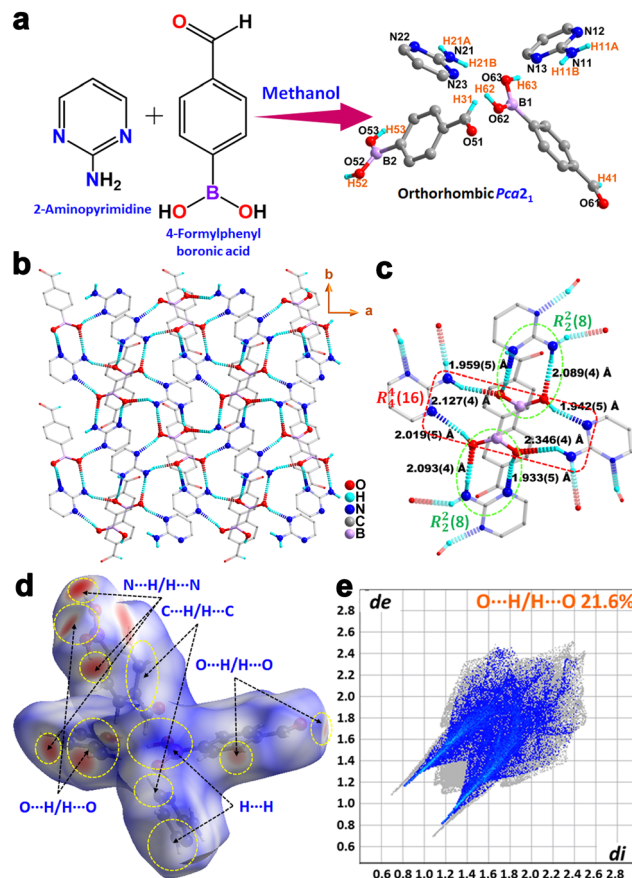 a
O
N
N
NH₂
2-Aminopyrimidine
+
O
B
HO
OH
4-Formylphenyl
boronic acid
Methanol
N22
H21A
N21
H21B
N23
N12
H11A
N11
H11B
N13
O63
H62
H63
B1
O62
H31
O53
H53
O51
O52
B2
H52
H41
O61
Orthorhombic Pca2₁
b
b
a
O
H
N
C
B
c
R²₂(8)
1.959(5) Å
2.089(4) Å
R⁴₄(16)
2.127(4) Å
1.942(5) Å
2.019(5) Å
2.346(4) Å
2.093(4) Å
1.933(5) Å
R²₂(8)
d
N···H/H···N
C···H/H···C
O···H/H···O
O···H/H···O
H···H
e
de
O···H/H···O 21.6%
2.8
2.6
2.4
2.2
2.0
1.8
1.6
1.4
1.2
1.0
0.8
0.6
di
0.6 0.8 1.0 1.2 1.4 1.6 1.8 2.0 2.2 2.4 2.6 2.8